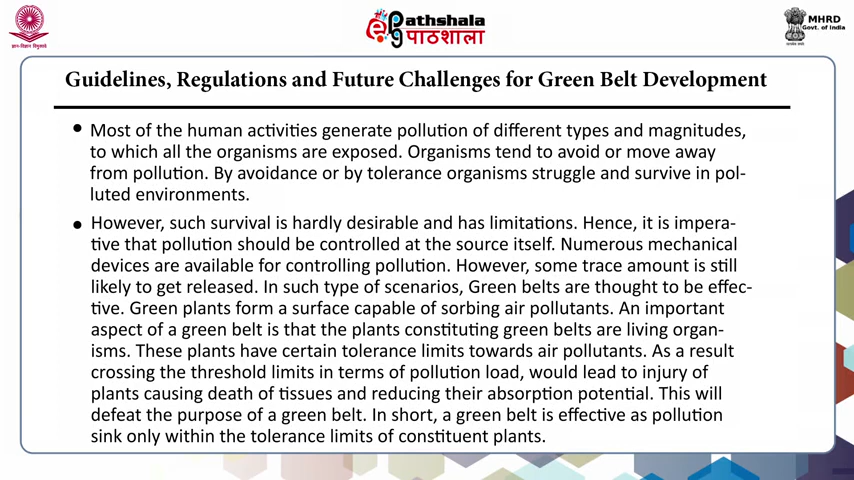 Pathshala
पाठशाला
MHRD
Govt. of India
Guidelines, Regulations and Future Challenges for Green Belt Development
Most of the human activities generate pollution of different types and magnitudes,
to which all the organisms are exposed. Organisms tend to avoid or move away
from pollution. By avoidance or by tolerance organisms struggle and survive in pol-
luted environments.
However, such survival is hardly desirable and has limitations. Hence, it is impera-
tive that pollution should be controlled at the source itself. Numerous mechanical
devices are available for controlling pollution. However, some trace amount is still
likely to get released. In such type of scenarios, Green belts are thought to be effec-
tive. Green plants form a surface capable of sorbing air pollutants. An important
aspect of a green belt is that the plants constituting green belts are living organ-
isms. These plants have certain tolerance limits towards air pollutants. As a result
crossing the threshold limits in terms of pollution load, would lead to injury of
plants causing death of tissues and reducing their absorption potential. This will
defeat the purpose of a green belt. In short, a green belt is effective as pollution
sink only within the tolerance limits of constituent plants.